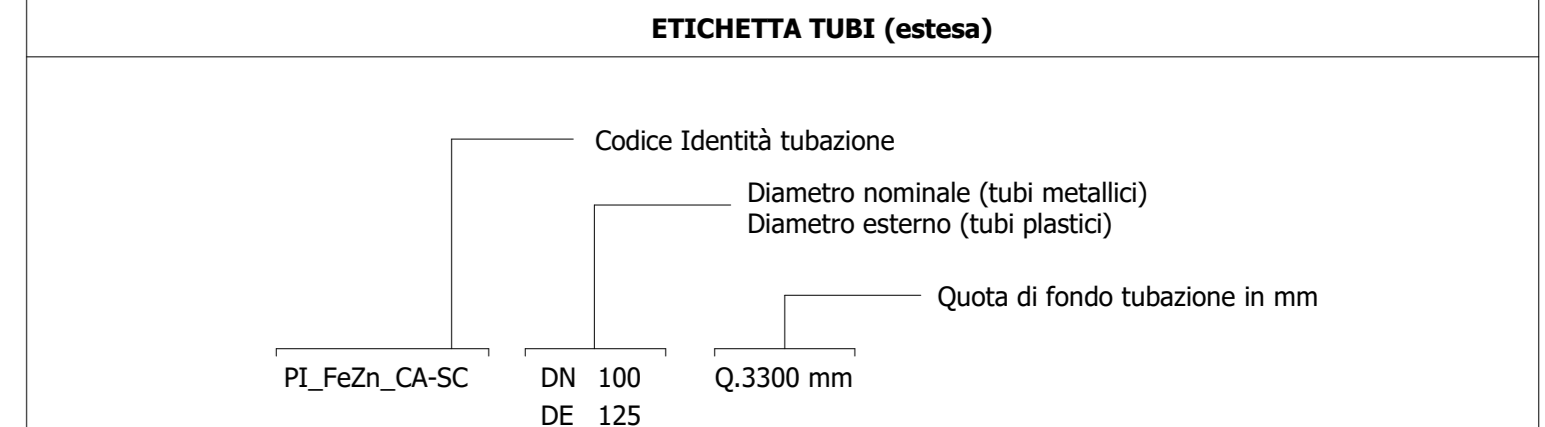 ETICHETTA TUBI (estesa)
Codice Identità tubazione
Diametro nominale (tubi metallici)
Diametro esterno (tubi plastici)
Quota di fondo tubazione in mm
PI_FeZn_CA-SC DN 100 Q.3300 mm
DE 125